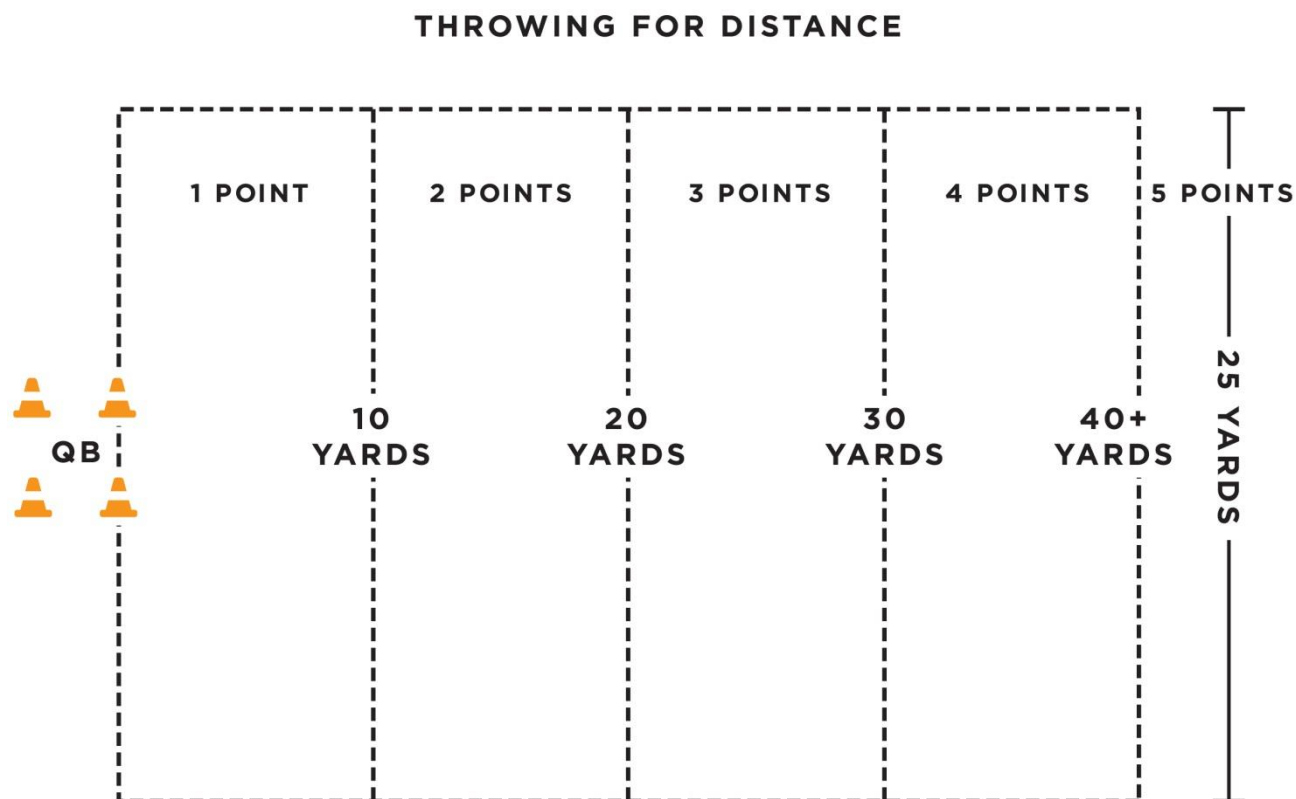 THROWING FOR DISTANCE
1 POINT
2 POINTS
3 POINTS
4 POINTS
5 POINTS
QB
10
YARDS
20
YARDS
30
YARDS
40+
YARDS
25 YARDS